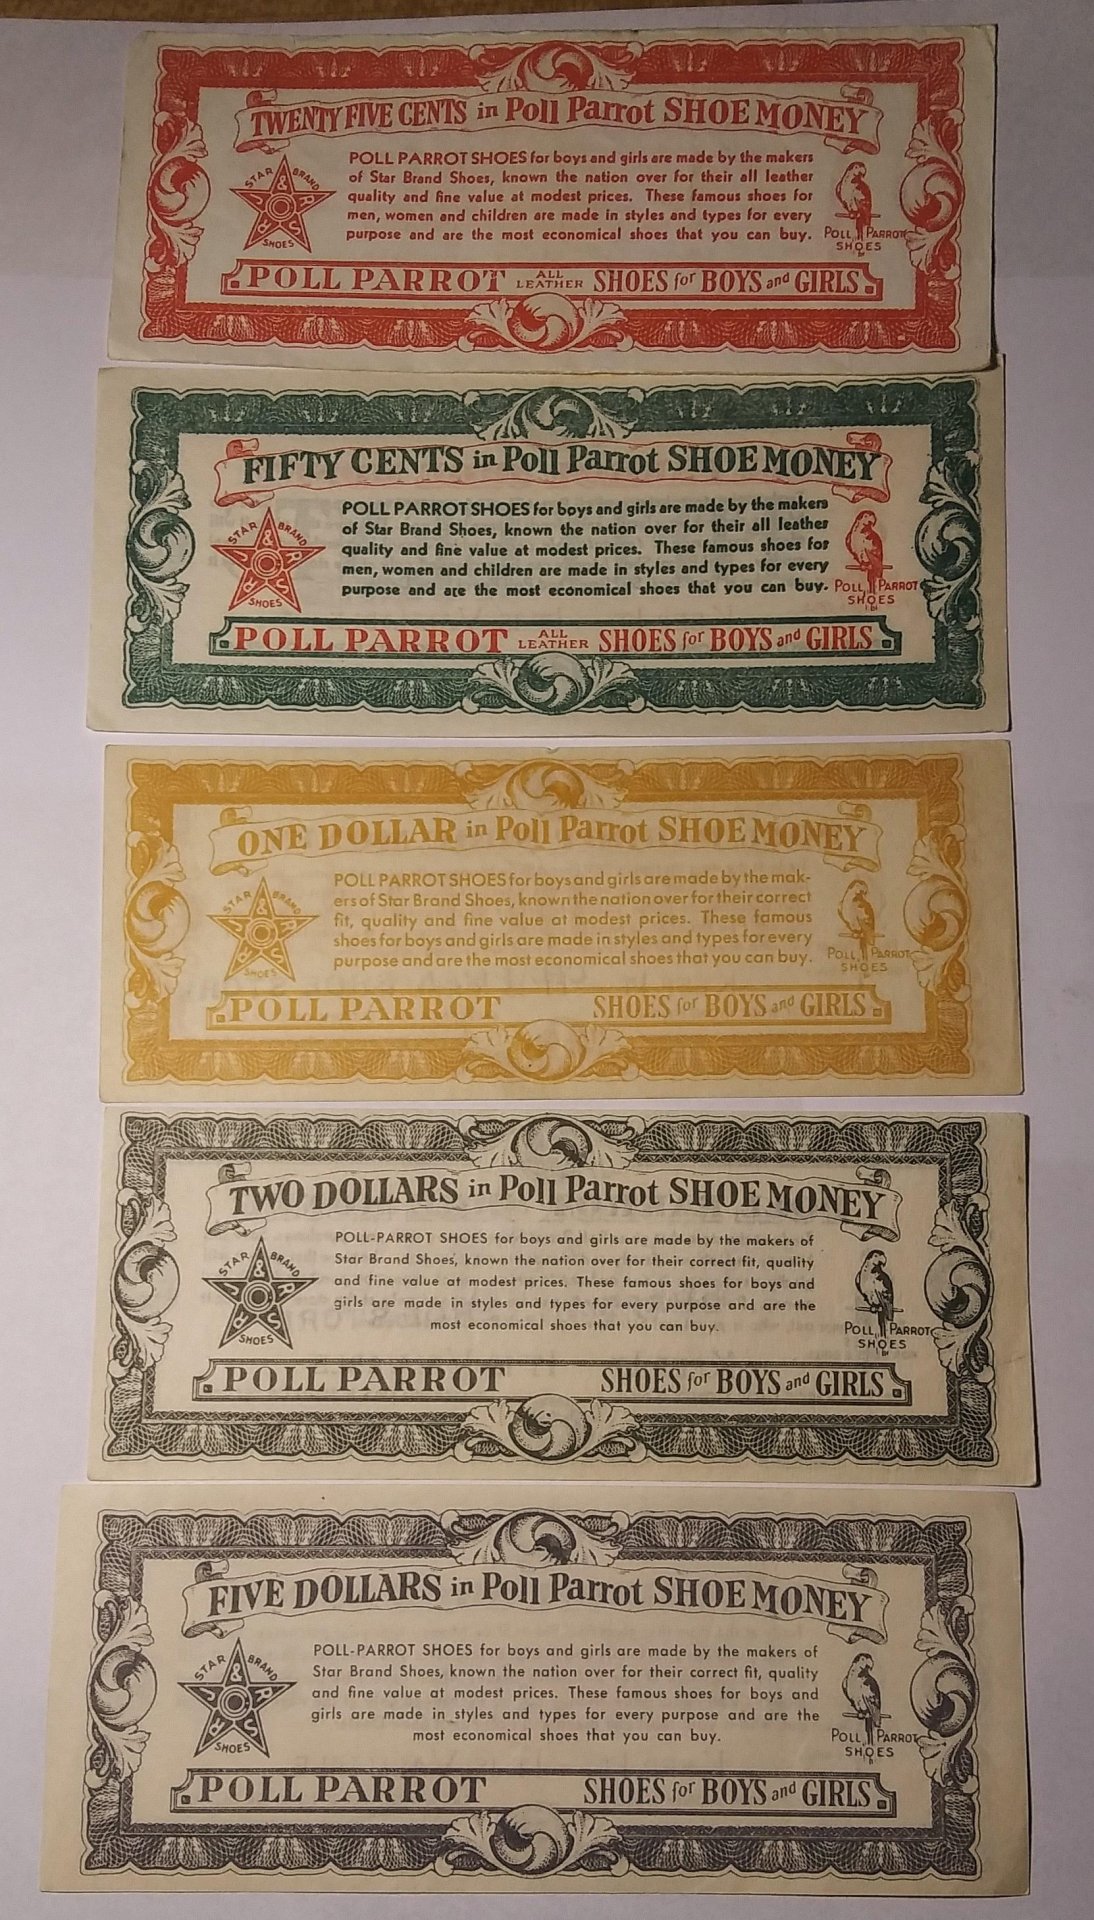 TWENTY FIVE CENTS in Poll Parrot SHOE MONEY
POLL PARROT SHOES for boys and girls are made by the makers
of Star Brand Shoes, known the nation over for their all leather
quality and fine value at modest prices. These famous shoes for
men, women and children are made in styles and types for every
purpose and are the most economical shoes that you can buy.
STAR BRAND
SHOES
POLL PARROT
SHOES
POLL PARROT ALL LEATHER SHOES for BOYS and GIRLS
FIFTY CENTS in Poll Parrot SHOE MONEY
POLL PARROT SHOES for boys and girls are made by the makers
of Star Brand Shoes, known the nation over for their all leather
quality and fine value at modest prices. These famous shoes for
men, women and children are made in styles and types for every
purpose and are the most economical shoes that you can buy.
STAR BRAND
SHOES
POLL PARROT
SHOES
POLL PARROT ALL LEATHER SHOES for BOYS and GIRLS
ONE DOLLAR in Poll Parrot SHOE MONEY
POLL PARROT SHOES for boys and girls are made by the mak-
ers of Star Brand Shoes, known the nation over for their correct
fit, quality and fine value at modest prices. These famous
shoes for boys and girls are made in styles and types for every
purpose and are the most economical shoes that you can buy.
STAR BRAND
SHOES
POLL PARROT
SHOES
POLL PARROT SHOES for BOYS and GIRLS
TWO DOLLARS in Poll Parrot SHOE MONEY
POLL-PARROT SHOES for boys and girls are made by the makers of
Star Brand Shoes, known the nation over for their correct fit, quality
and fine value at modest prices. These famous shoes for boys and
girls are made in styles and types for every purpose and are the
most economical shoes that you can buy.
STAR BRAND
SHOES
POLL PARROT
SHOES
POLL PARROT SHOES for BOYS and GIRLS
FIVE DOLLARS in Poll Parrot SHOE MONEY
POLL-PARROT SHOES for boys and girls are made by the makers of
Star Brand Shoes, known the nation over for their correct fit, quality
and fine value at modest prices. These famous shoes for boys and
girls are made in styles and types for every purpose and are the
most economical shoes that you can buy.
STAR BRAND
SHOES
POLL PARROT
SHOES
POLL PARROT SHOES for BOYS and GIRLS